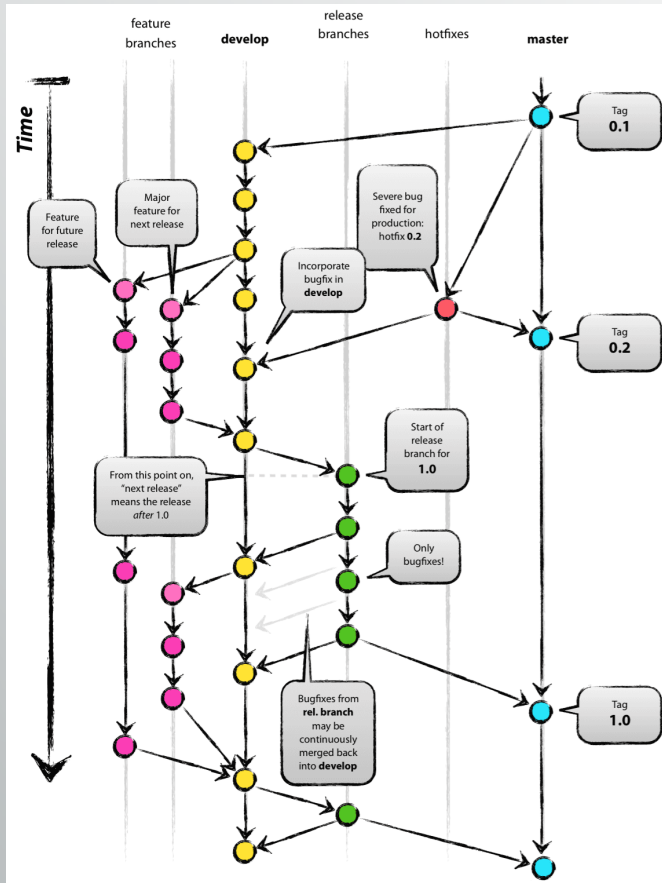 feature
branches
develop
release
branches
hotfixes
master
Time
Tag
0.1
Feature
for future
release
Major
feature for
next release
Severe bug
fixed for
production:
hotfix 0.2
Incorporate
bugfix in
develop
Tag
0.2
Start of
release
branch for
1.0
From this point on,
“next release”
means the release
after 1.0
Only
bugfixes!
Bugfixes from
rel. branch
may be
continuously
merged back
into develop
Tag
1.0